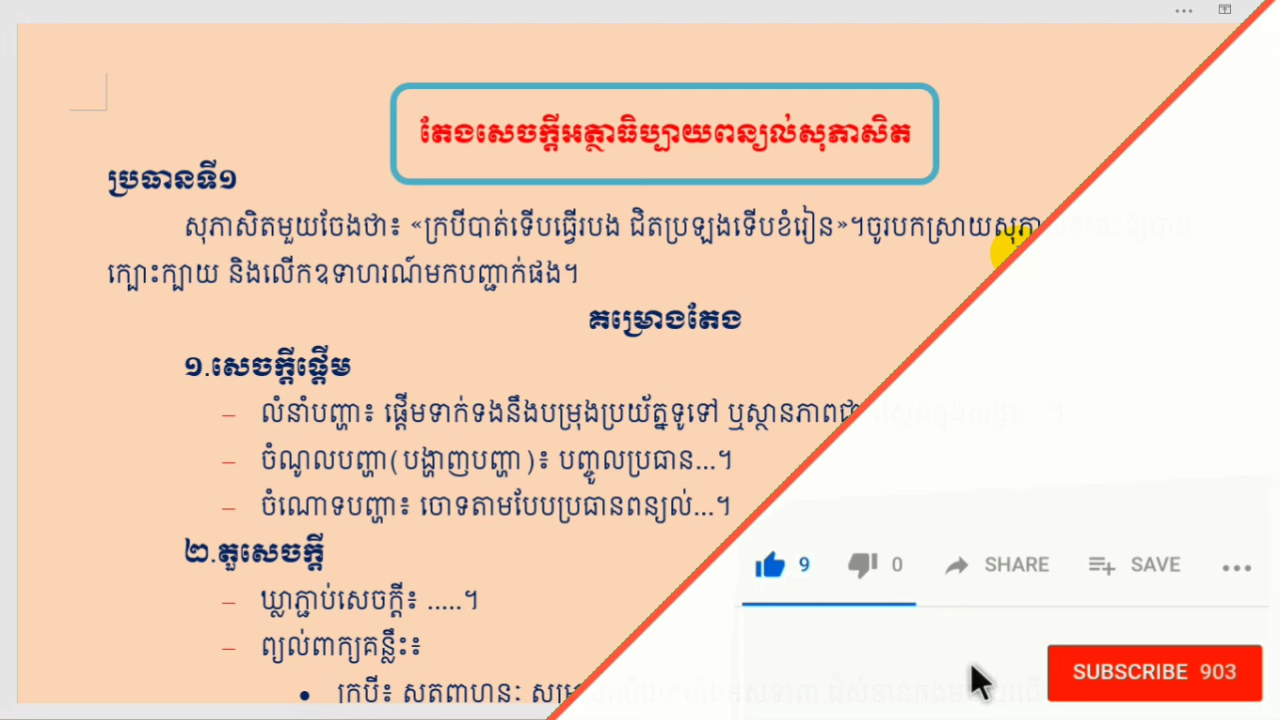 តែងសេចក្តីអត្ថាធិប្បាយពន្យល់សុភាសិត
ប្រធានទី១
សុភាសិតមួយចែងថា៖ «ក្របីបាត់ទើបធ្វើរបង ជិតប្រឡងទើបខំរៀន»។ចូរបកស្រាយសុភា
ក្បោះក្បាយ និងលើកឧទាហរណ៍មកបញ្ជាក់ផង។
គម្រោងតែង
១.សេចក្តីផ្តើម
– លំនាំបញ្ហា៖ ផ្តើមទាក់ទងនឹងបម្រុងប្រយ័ត្នទូទៅ ឬស្ថានភាពជា
– ចំណូលបញ្ហា(បង្ហាញបញ្ហា)៖ បញ្ចូលប្រធាន...។
– ចំណោទបញ្ហា៖ ចោទតាមបែបប្រធានពន្យល់...។
២.តួសេចក្តី
– ឃ្លាភ្ជាប់សេចក្តី៖ .....។
– ព្យល់ពាក្យគន្លឹះ៖
• ក្របី៖ សត្វពាហនៈ
9 0 SHARE SAVE ...
SUBSCRIBE 903